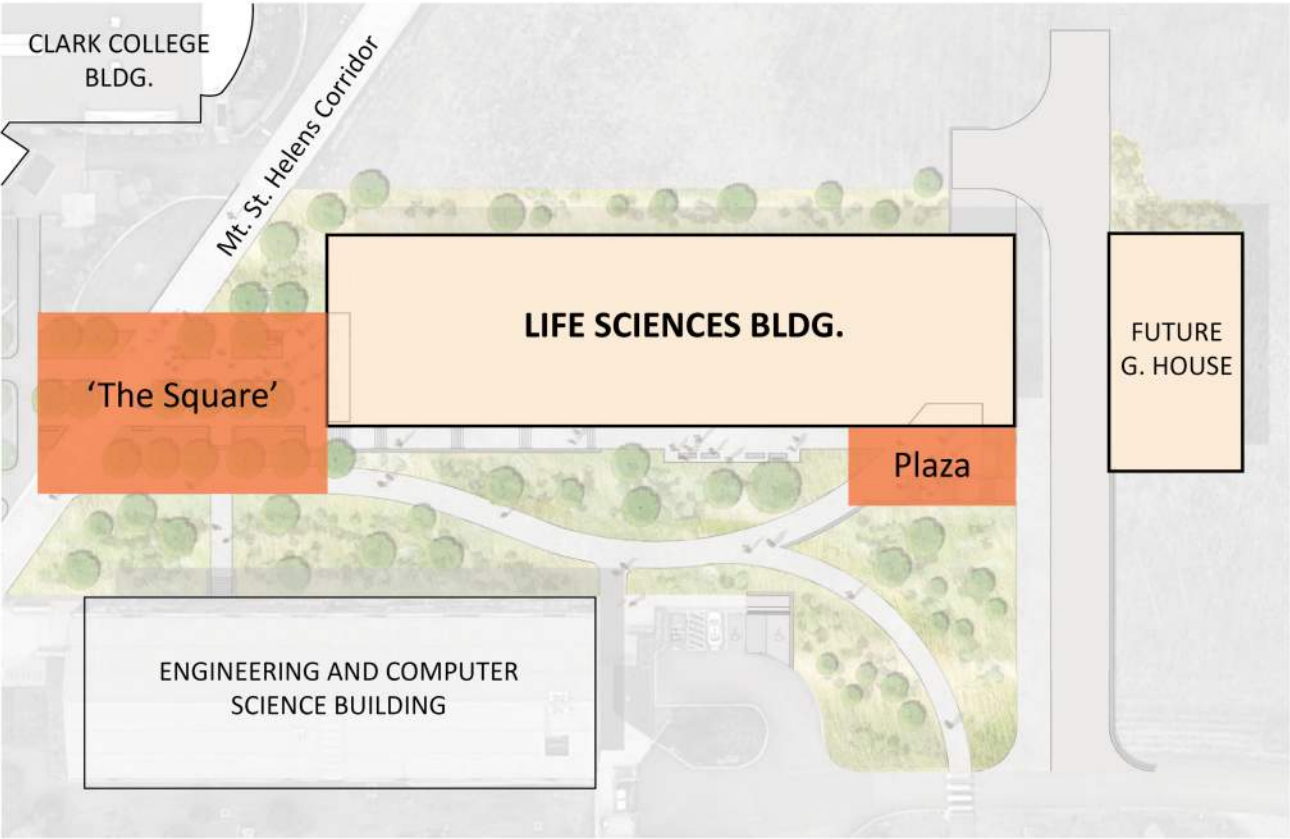 CLARK COLLEGE
BLDG.
Mt. St. Helens Corridor
LIFE SCIENCES BLDG.
FUTURE
G. HOUSE
‘The Square’
Plaza
ENGINEERING AND COMPUTER
SCIENCE BUILDING